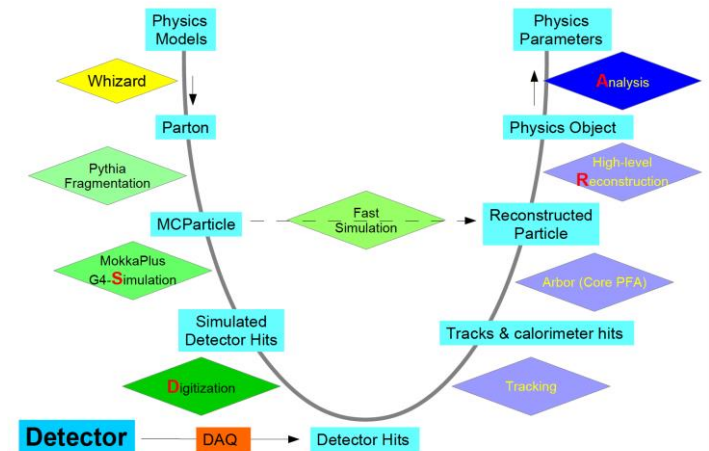 Physics
Models
Physics
Parameters
Whizard
Analysis
Parton
Physics Object
Pythia
Fragmentation
High-level
Reconstruction
MCParticle
Fast
Simulation
Reconstructed
Particle
MokkaPlus
G4-Simulation
Arbor (Core PFA)
Simulated
Detector Hits
Tracks & calorimeter hits
Digitization
Tracking
Detector
DAQ
Detector Hits